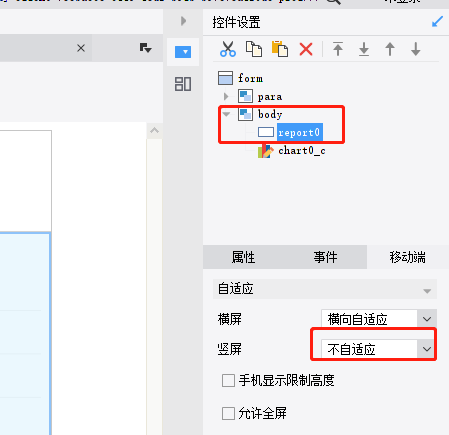 控件设置
form
para
body
report0
chart0_c
属性 事件 移动端
自适应
横屏 横向自适应
竖屏 不自适应
手机显示限制高度
允许全屏